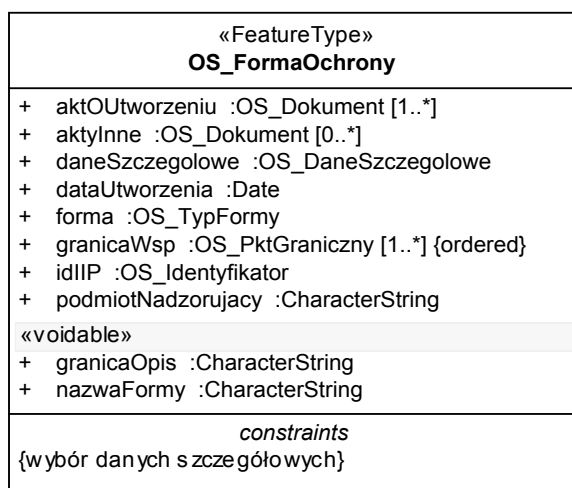 «FeatureType»
OS_FormaOchrony
+ aktOUtworzeniu :OS_Dokument [1..*]
+ aktyInne :OS_Dokument [0..*]
+ daneSzczegolowe :OS_DaneSzczegolowe
+ dataUtworzenia :Date
+ forma :OS_TypFormy
+ granicaWsp :OS_PktGraniczny [1..*] {ordered}
+ idIIP :OS_Identyfikator
+ podmiotNadzorujacy :CharacterString
«voidable»
+ granicaOpis :CharacterString
+ nazwaFormy :CharacterString
constraints
{wybór danych szczegółowych}